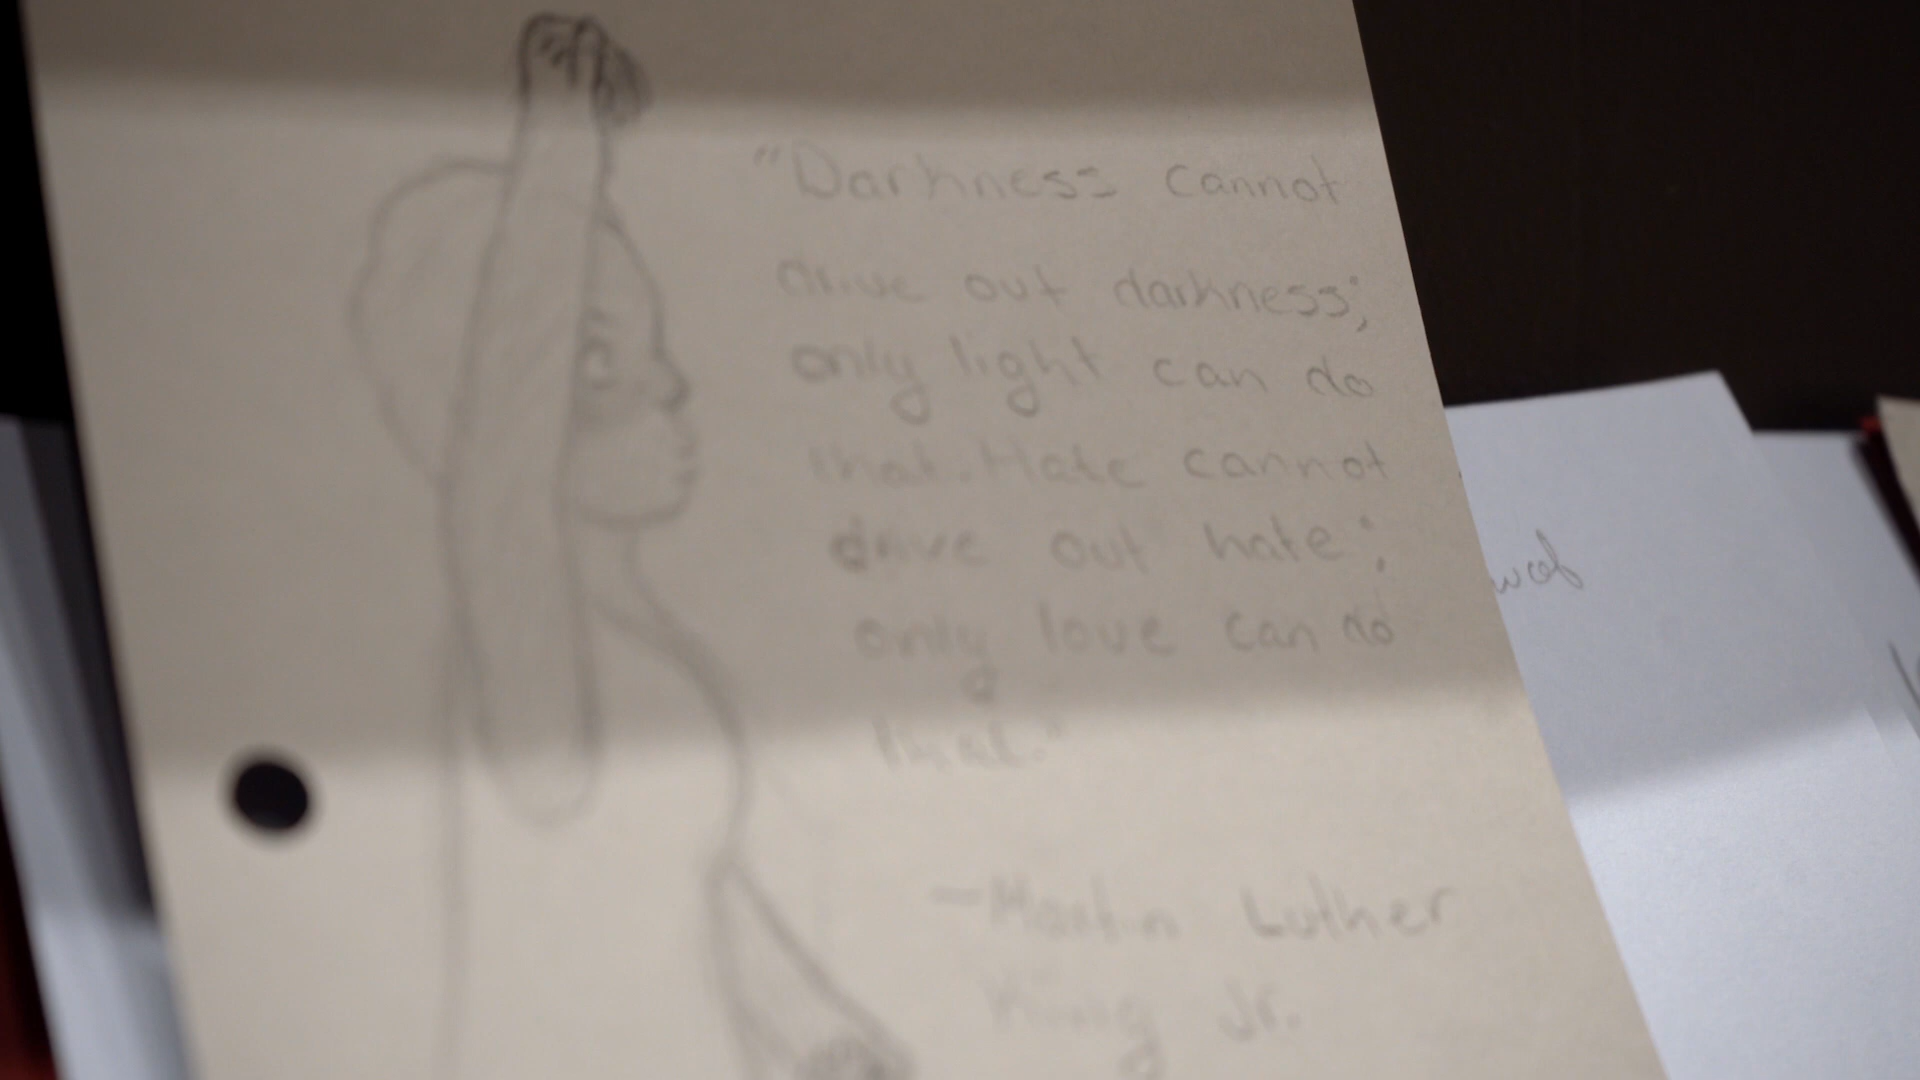 "Darkness cannot
drive out darkness;
only light can do
that. Hate cannot
drive out hate;
only love can do
that."
-Martin Luther
King Jr.